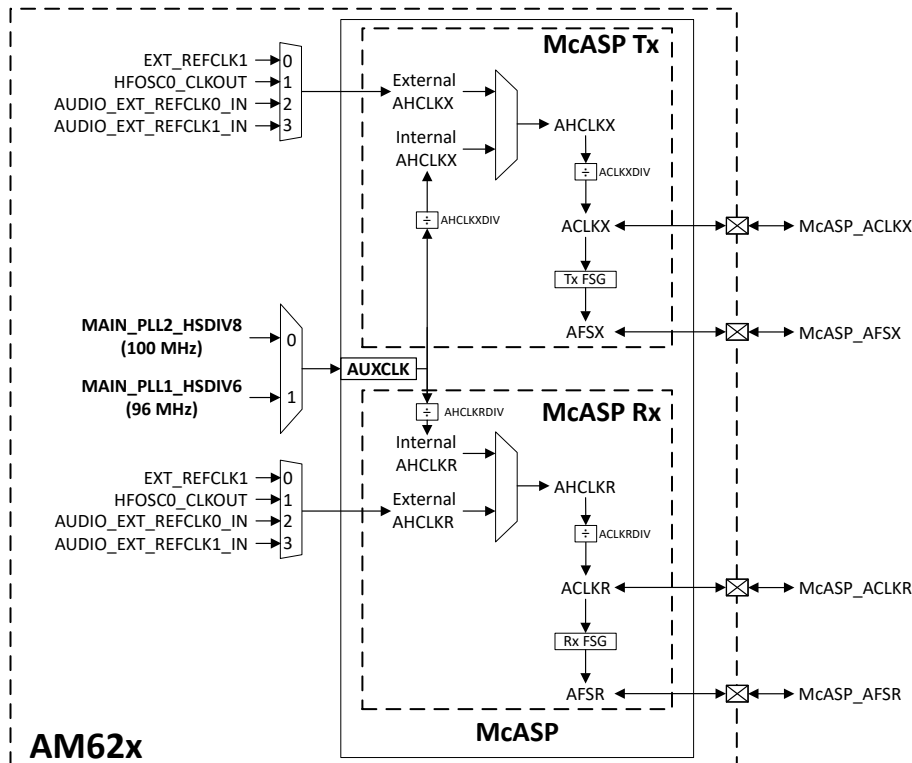 McASP Tx
EXT_REFCLK1
0
HFOSC0_CLKOUT
1
AUDIO_EXT_REFCLK0_IN
2
AUDIO_EXT_REFCLK1_IN
3
External
AHCLKX
Internal
AHCLKX
AHCLKX
÷
ACLKXDIV
÷
AHCLKXDIV
ACLKX
McASP_ACLKX
Tx FSG
AFSX
McASP_AFSX
MAIN_PLL2_HSDIV8
(100 MHz)
0
MAIN_PLL1_HSDIV6
(96 MHz)
1
AUXCLK
McASP Rx
÷
AHCLKRDIV
Internal
AHCLKR
External
AHCLKR
EXT_REFCLK1
0
HFOSC0_CLKOUT
1
AUDIO_EXT_REFCLK0_IN
2
AUDIO_EXT_REFCLK1_IN
3
AHCLKR
÷
ACLKRDIV
ACLKR
McASP_ACLKR
Rx FSG
AFSR
McASP_AFSR
McASP
AM62x